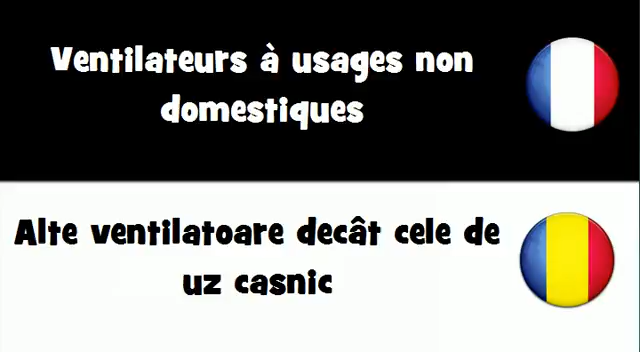 Ventilateurs à usages non
domestiques
Alte ventilatoare decât cele de
uz casnic